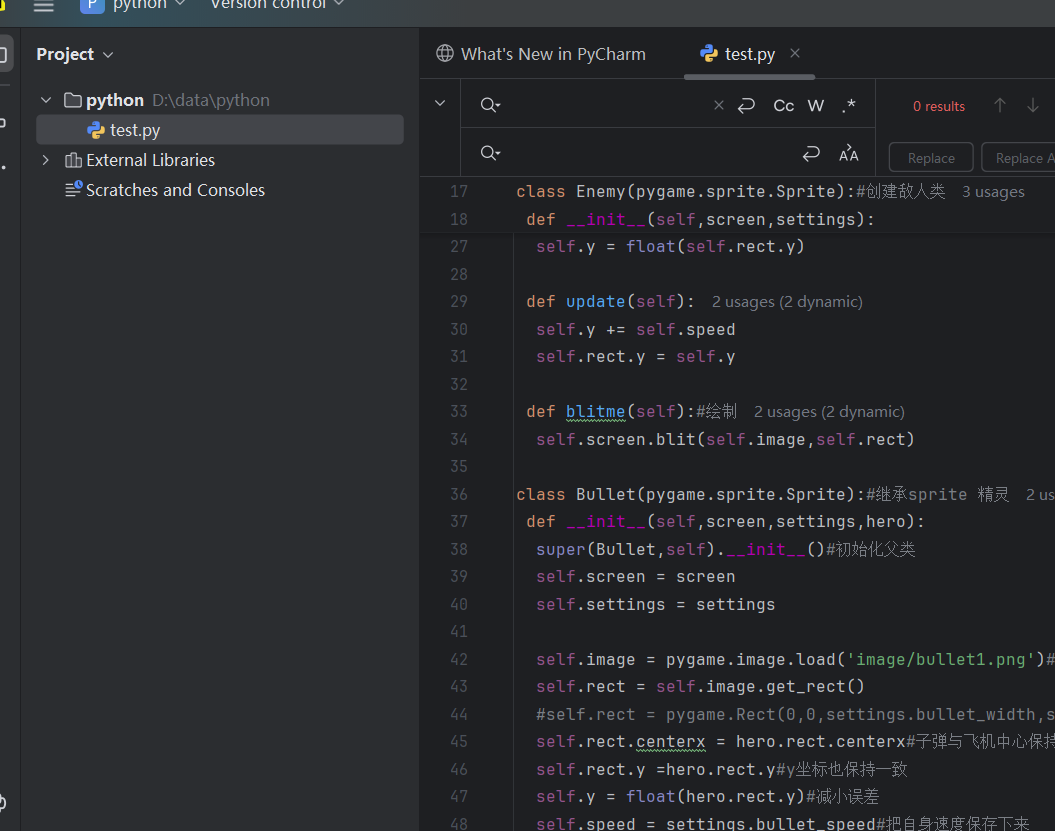 P python Version control
Project
What's New in PyCharm test.py
python D:\data\python
test.py
External Libraries
Scratches and Consoles
Cc W .* 0 results
Replace Replace A
17 class Enemy(pygame.sprite.Sprite):#创建敌人类 3 usages
18 def __init__(self,screen,settings):
27 self.y = float(self.rect.y)
28
29 def update(self): 2 usages (2 dynamic)
30 self.y += self.speed
31 self.rect.y = self.y
32
33 def blitme(self):#绘制 2 usages (2 dynamic)
34 self.screen.blit(self.image,self.rect)
35
36 class Bullet(pygame.sprite.Sprite):#继承sprite 精灵 2 us
37 def __init__(self,screen,settings,hero):
38 super(Bullet,self).__init__()#初始化父类
39 self.screen = screen
40 self.settings = settings
41
42 self.image = pygame.image.load('image/bullet1.png')#
43 self.rect = self.image.get_rect()
44 #self.rect = pygame.Rect(0,0,settings.bullet_width,s
45 self.rect.centerx = hero.rect.centerx#子弹与飞机中心保持
46 self.rect.y =hero.rect.y#y坐标也保持一致
47 self.y = float(hero.rect.y)#减小误差
48 self.speed = settings.bullet_speed#把自身速度保存下来